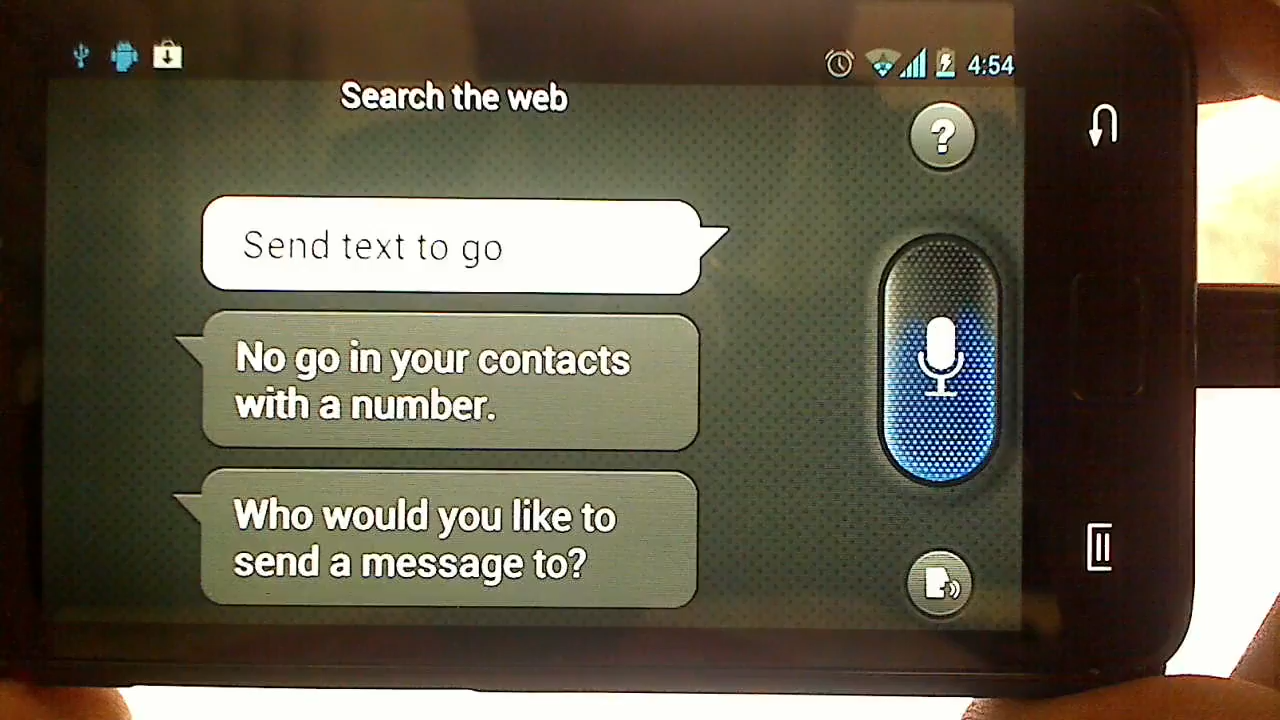 4:54
Search the web
?
Send text to go
No go in your contacts
with a number.
Who would you like to
send a message to?